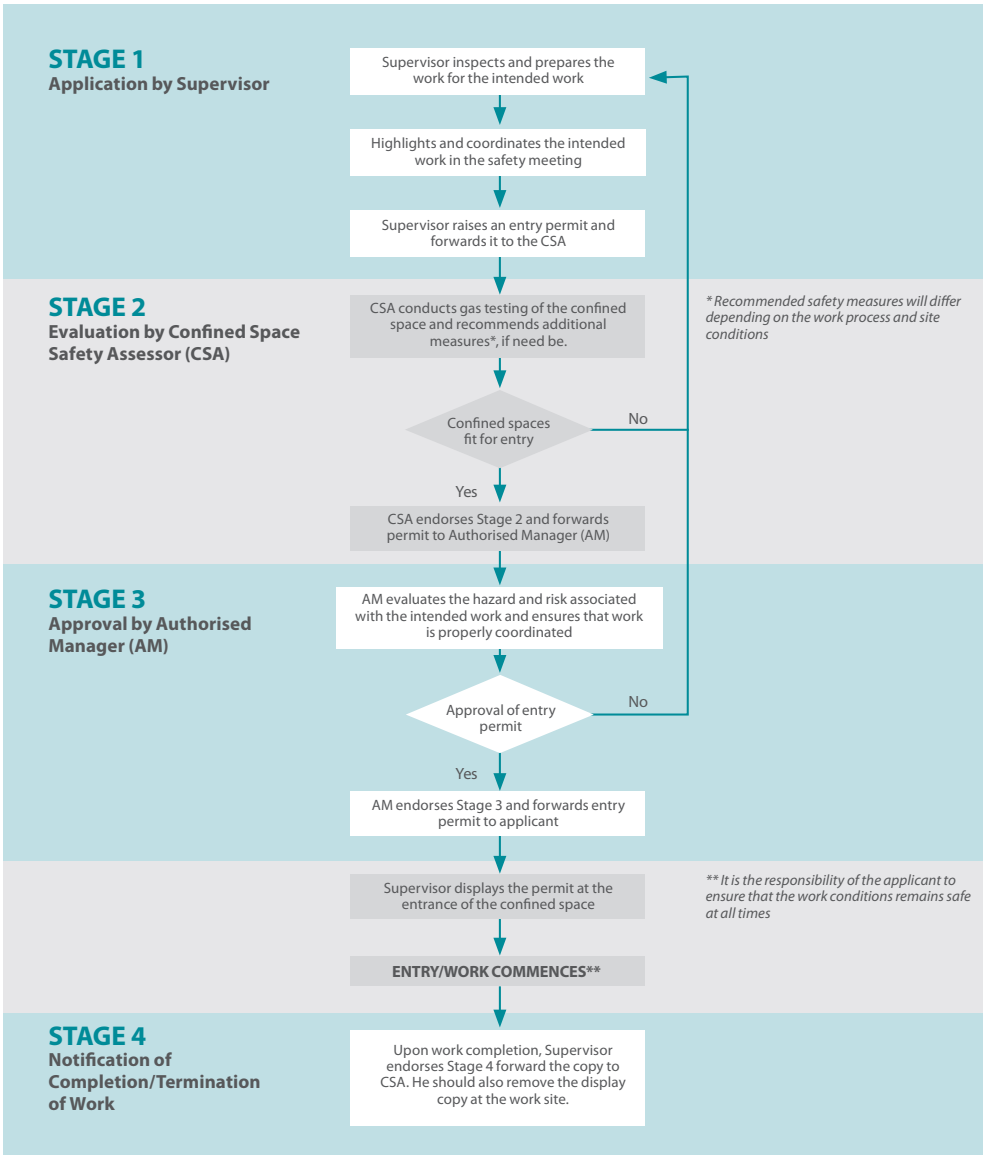 STAGE 1
Application by Supervisor
Supervisor inspects and prepares the
work for the intended work
Highlights and coordinates the intended
work in the safety meeting
Supervisor raises an entry permit and
forwards it to the CSA
STAGE 2
Evaluation by Confined Space
Safety Assessor (CSA)
CSA conducts gas testing of the confined
space and recommends additional
measures*, if need be.
* Recommended safety measures will differ
depending on the work process and site
conditions
Confined spaces
fit for entry
No
Yes
CSA endorses Stage 2 and forwards
permit to Authorised Manager (AM)
STAGE 3
Approval by Authorised
Manager (AM)
AM evaluates the hazard and risk associated
with the intended work and ensures that work
is properly coordinated
Approval of entry
permit
No
Yes
AM endorses Stage 3 and forwards entry
permit to applicant
Supervisor displays the permit at the
entrance of the confined space
** It is the responsibility of the applicant to
ensure that the work conditions remains safe
at all times
ENTRY/WORK COMMENCES**
STAGE 4
Notification of
Completion/Termination
of Work
Upon work completion, Supervisor
endorses Stage 4 forward the copy to
CSA. He should also remove the display
copy at the work site.